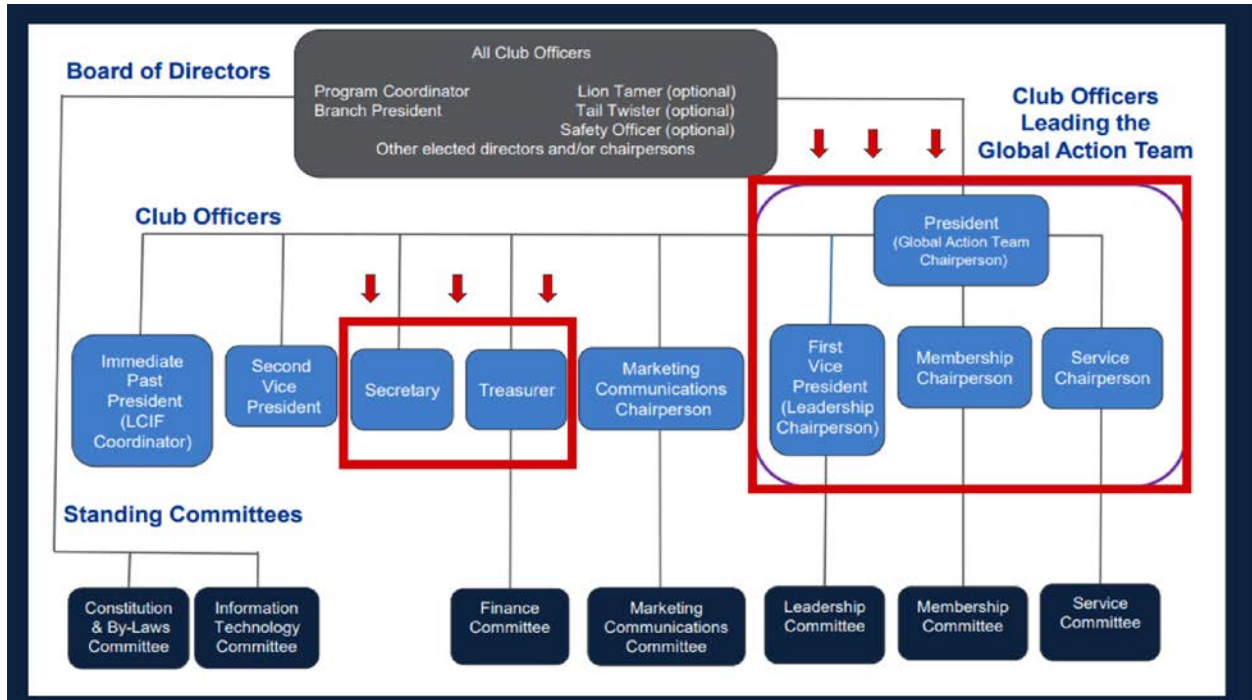 All Club Officers
Board of Directors
Program Coordinator
Lion Tamer (optional)
Branch President
Tail Twister (optional)
Safety Officer (optional)
Other elected directors and/or chairpersons
Club Officers
Leading the
Global Action Team
Club Officers
President
(Global Action Team
Chairperson)
Immediate
Past
President
(LCIF
Coordinator)
Second
Vice
President
Secretary
Treasurer
Marketing
Communications
Chairperson
First
Vice
President
(Leadership
Chairperson)
Membership
Chairperson
Service
Chairperson
Standing Committees
Constitution
& By-Laws
Committee
Information
Technology
Committee
Finance
Committee
Marketing
Communications
Committee
Leadership
Committee
Membership
Committee
Service
Committee